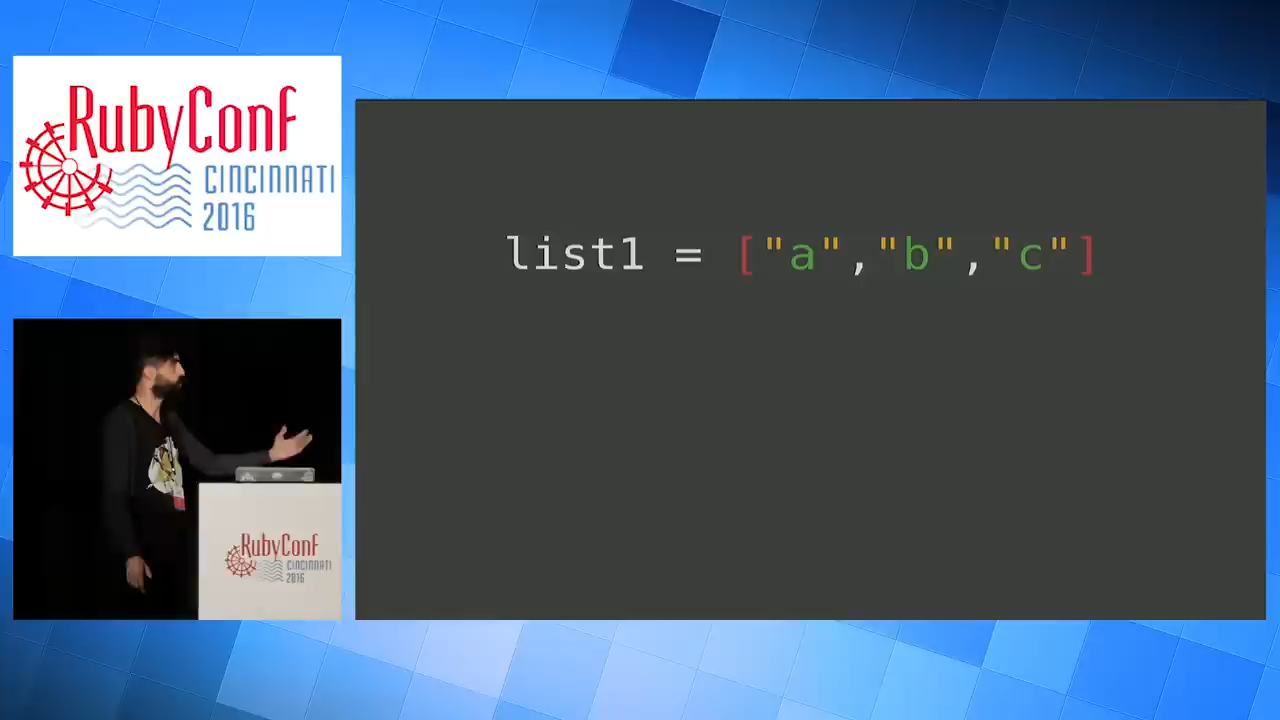 RubyConf
CINCINNATI
2016
list1 = ["a","b","c"]
RubyConf
CINCINNATI
2016